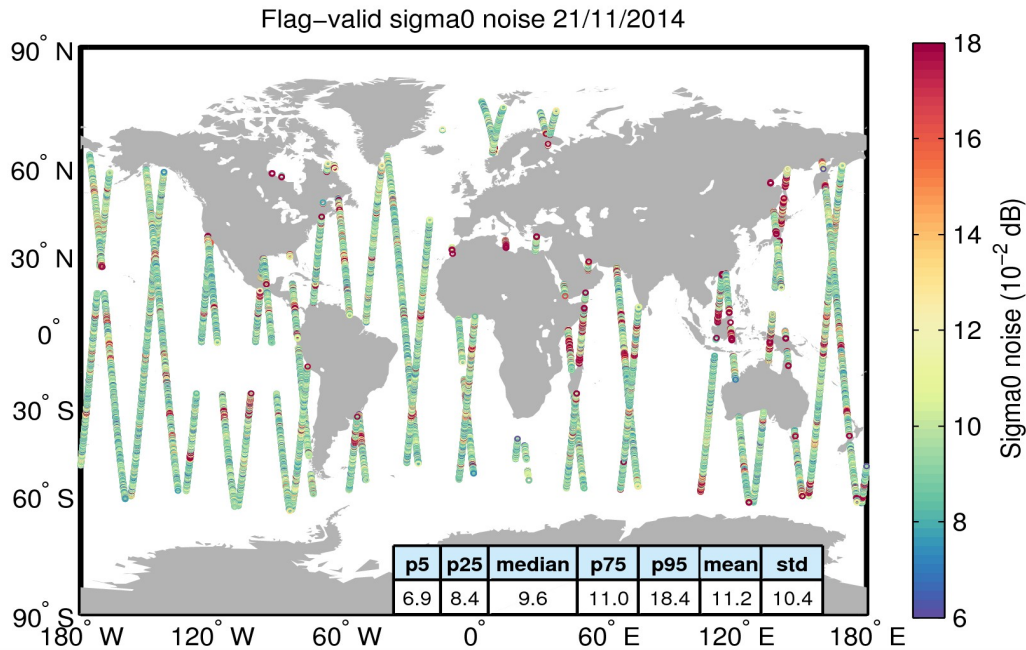 Flag−valid sigma0 noise 21/11/2014
90° N
60° N
30° N
0°
30° S
60° S
90° S
180° W
120° W
60° W
0°
60° E
120° E
180° E
p5 p25 median p75 p95 mean std
6.9 8.4 9.6 11.0 18.4 11.2 10.4
18
16
14
12
10
8
6
Sigma0 noise (10⁻² dB)